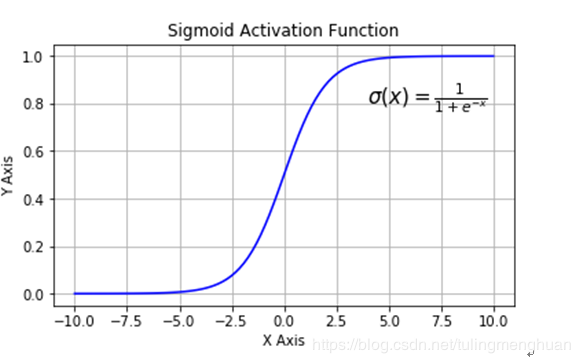 Sigmoid Activation Function
1.0
0.8
0.6
0.4
0.2
0.0
Y Axis
σ(x) = 1/(1 + e^{-x})
-10.0 -7.5 -5.0 -2.5 0.0 2.5 5.0 7.5 10.0
X Axis
https://blog.csdn.net/tulingmenghuan